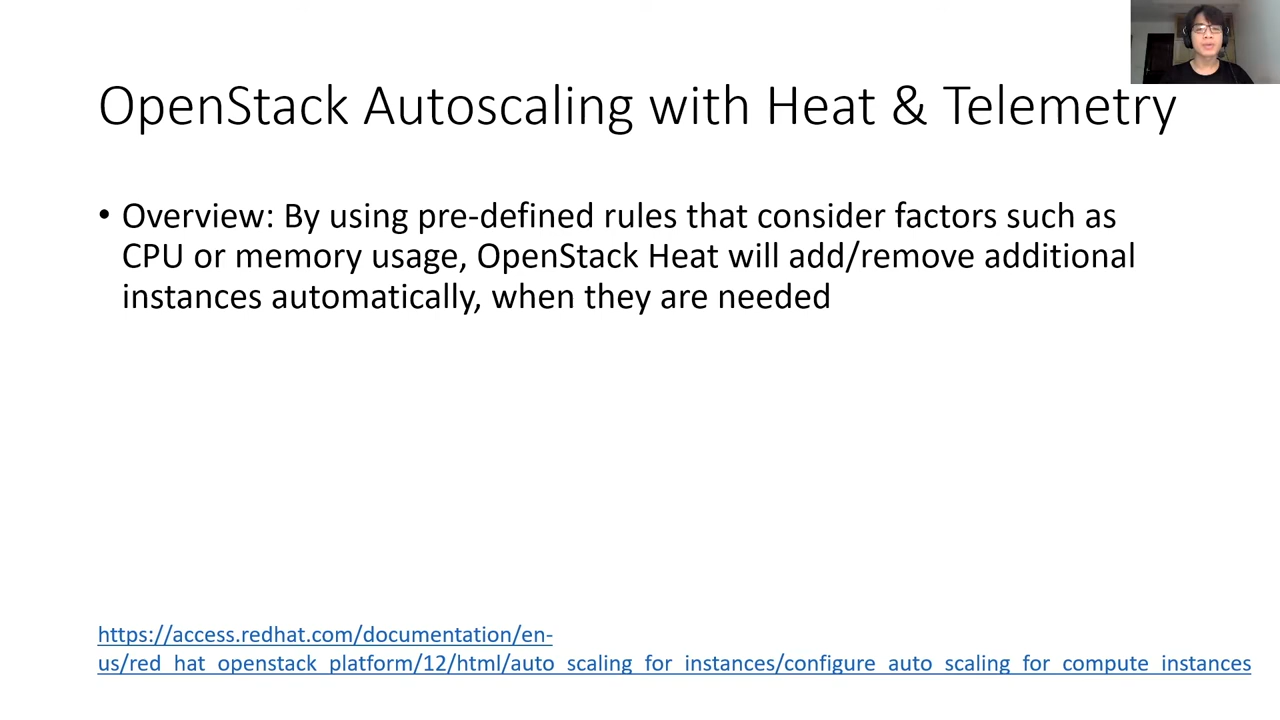 OpenStack Autoscaling with Heat & Telemetry
• Overview: By using pre-defined rules that consider factors such as
CPU or memory usage, OpenStack Heat will add/remove additional
instances automatically, when they are needed
https://access.redhat.com/documentation/en-
us/red_hat_openstack_platform/12/html/auto_scaling_for_instances/configure_auto_scaling_for_compute_instances